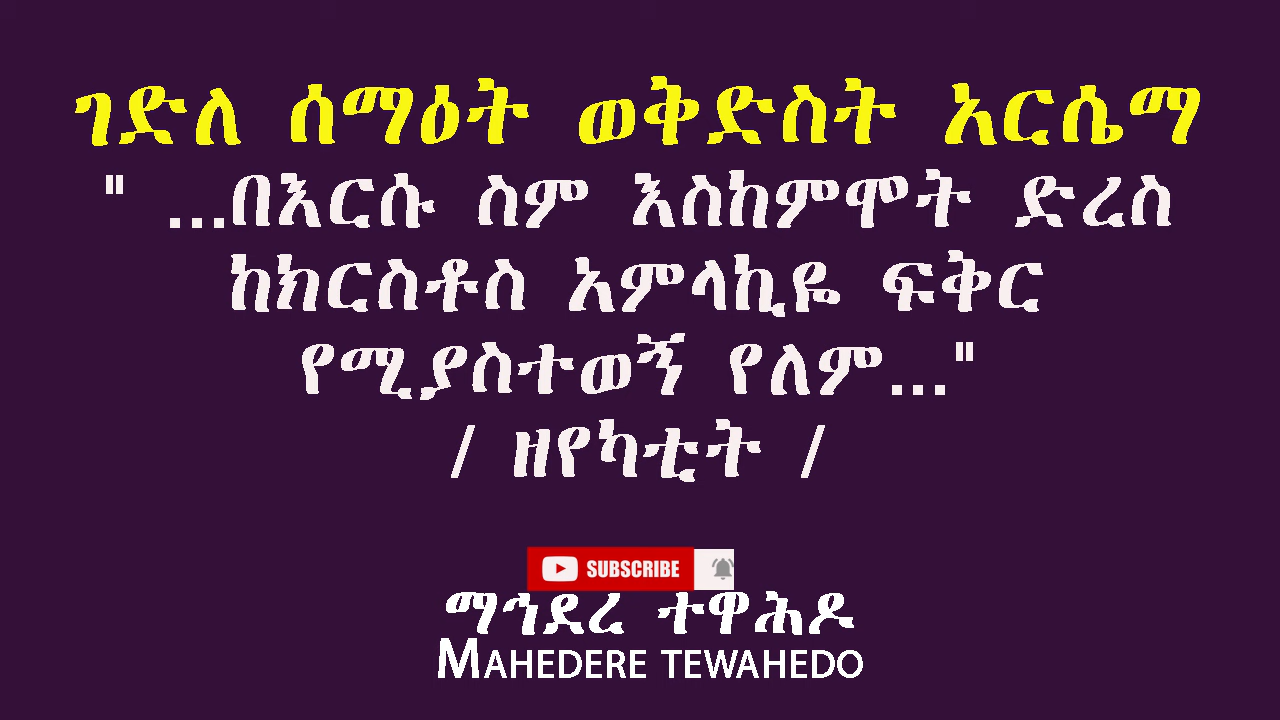 ገድለ ሰማዕት ወቅድስት አርሴማ
" ...በእርሱ ስም እስከምሞት ድረስ
ከክርስቶስ አምላኪዬ ፍቅር
የሚያስተወኝ የለም..."
/ ዘየካቲት /
SUBSCRIBE
ማኅደረ ተዋሕዶ
MAHEDERE TEWAHEDO